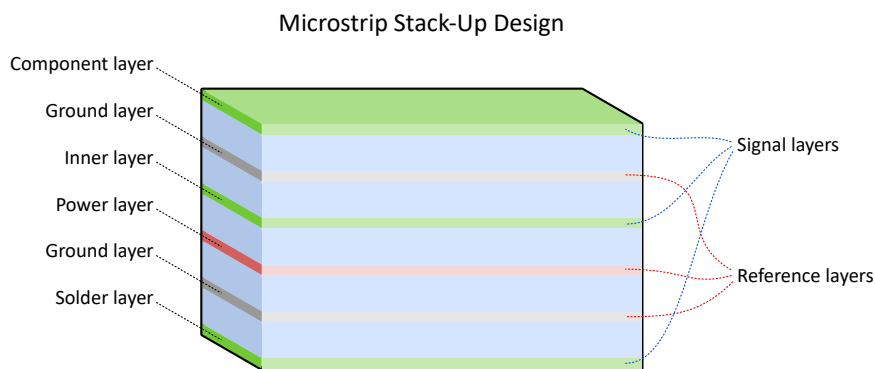 Microstrip Stack-Up Design
Component layer
Ground layer
Inner layer
Power layer
Ground layer
Solder layer
Signal layers
Reference layers